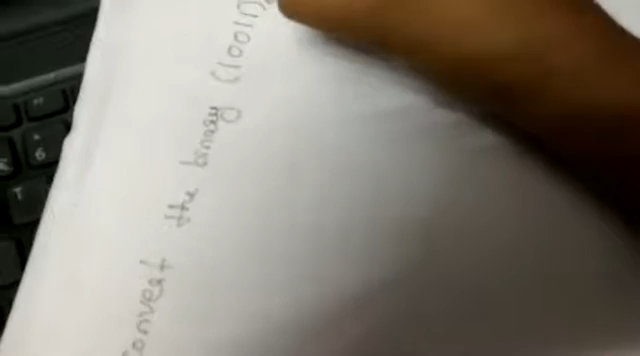 Convert the binary (10011)